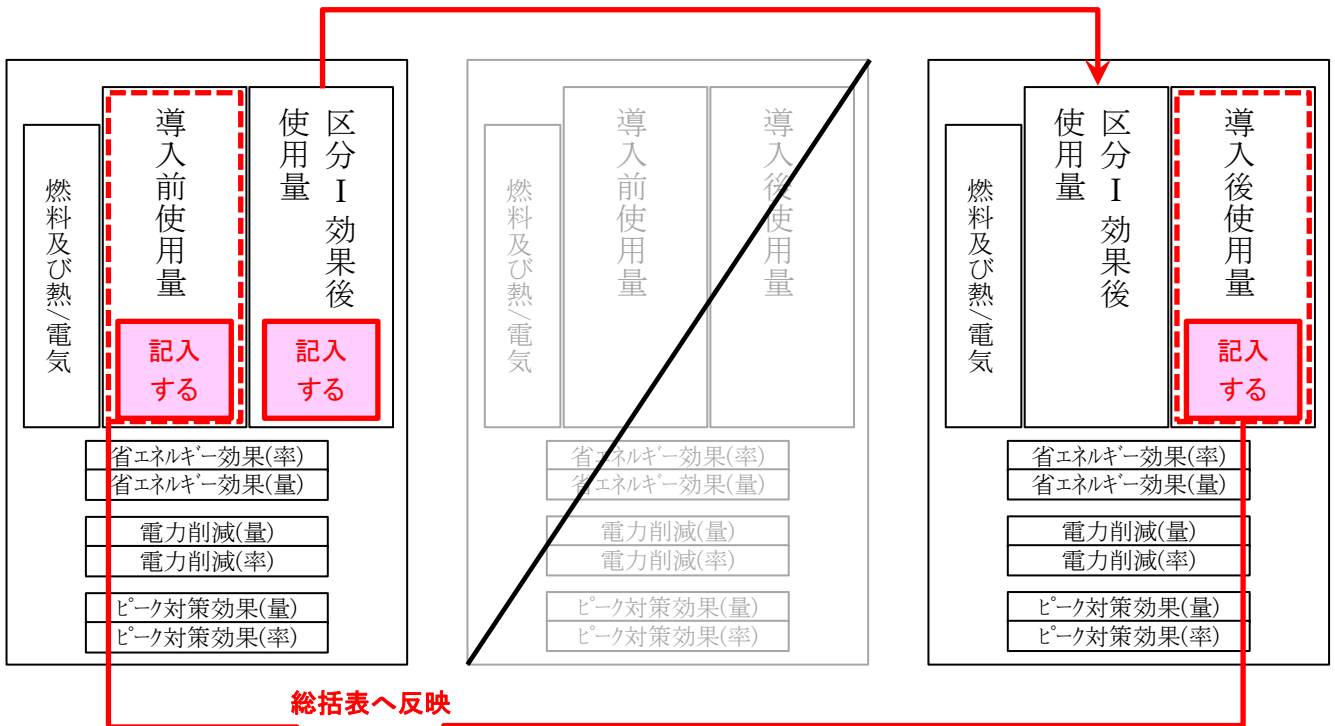 燃料及び熱/電気
導入前使用量
記入
する
区分Ⅰ効果後
使用量
記入
する
省エネルギー効果(率)
省エネルギー効果(量)
電力削減(量)
電力削減(率)
ピーク対策効果(量)
ピーク対策効果(率)
燃料及び熱/電気
導入前使用量
導入後使用量
省エネルギー効果(率)
省エネルギー効果(量)
電力削減(量)
電力削減(率)
ピーク対策効果(量)
ピーク対策効果(率)
燃料及び熱/電気
区分Ⅰ効果後
使用量
導入後使用量
記入
する
省エネルギー効果(率)
省エネルギー効果(量)
電力削減(量)
電力削減(率)
ピーク対策効果(量)
ピーク対策効果(率)
総括表へ反映